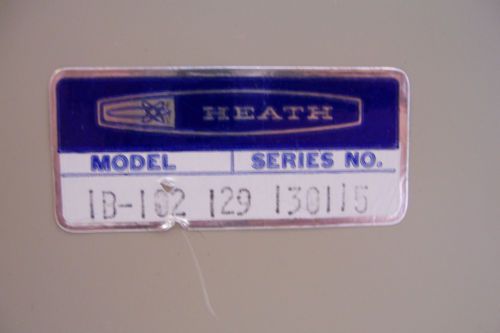 HEATH
MODEL SERIES NO.
IB-102 129 130115